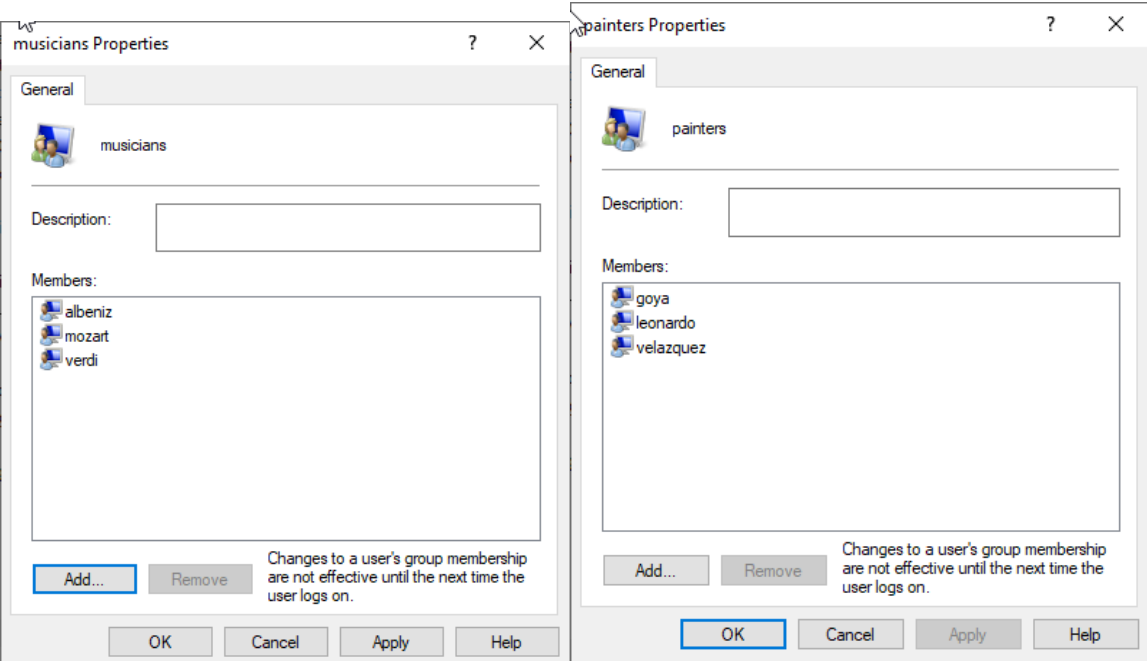 musicians Properties
?
General
musicians
Description:
Members:
albeniz
mozart
verdi
Add...
Remove
Changes to a user's group membership
are not effective until the next time the
user logs on.
OK
Cancel
Apply
Help
painters Properties
?
General
painters
Description:
Members:
goya
leonardo
velazquez
Add...
Remove
Changes to a user's group membership
are not effective until the next time the
user logs on.
OK
Cancel
Apply
Help